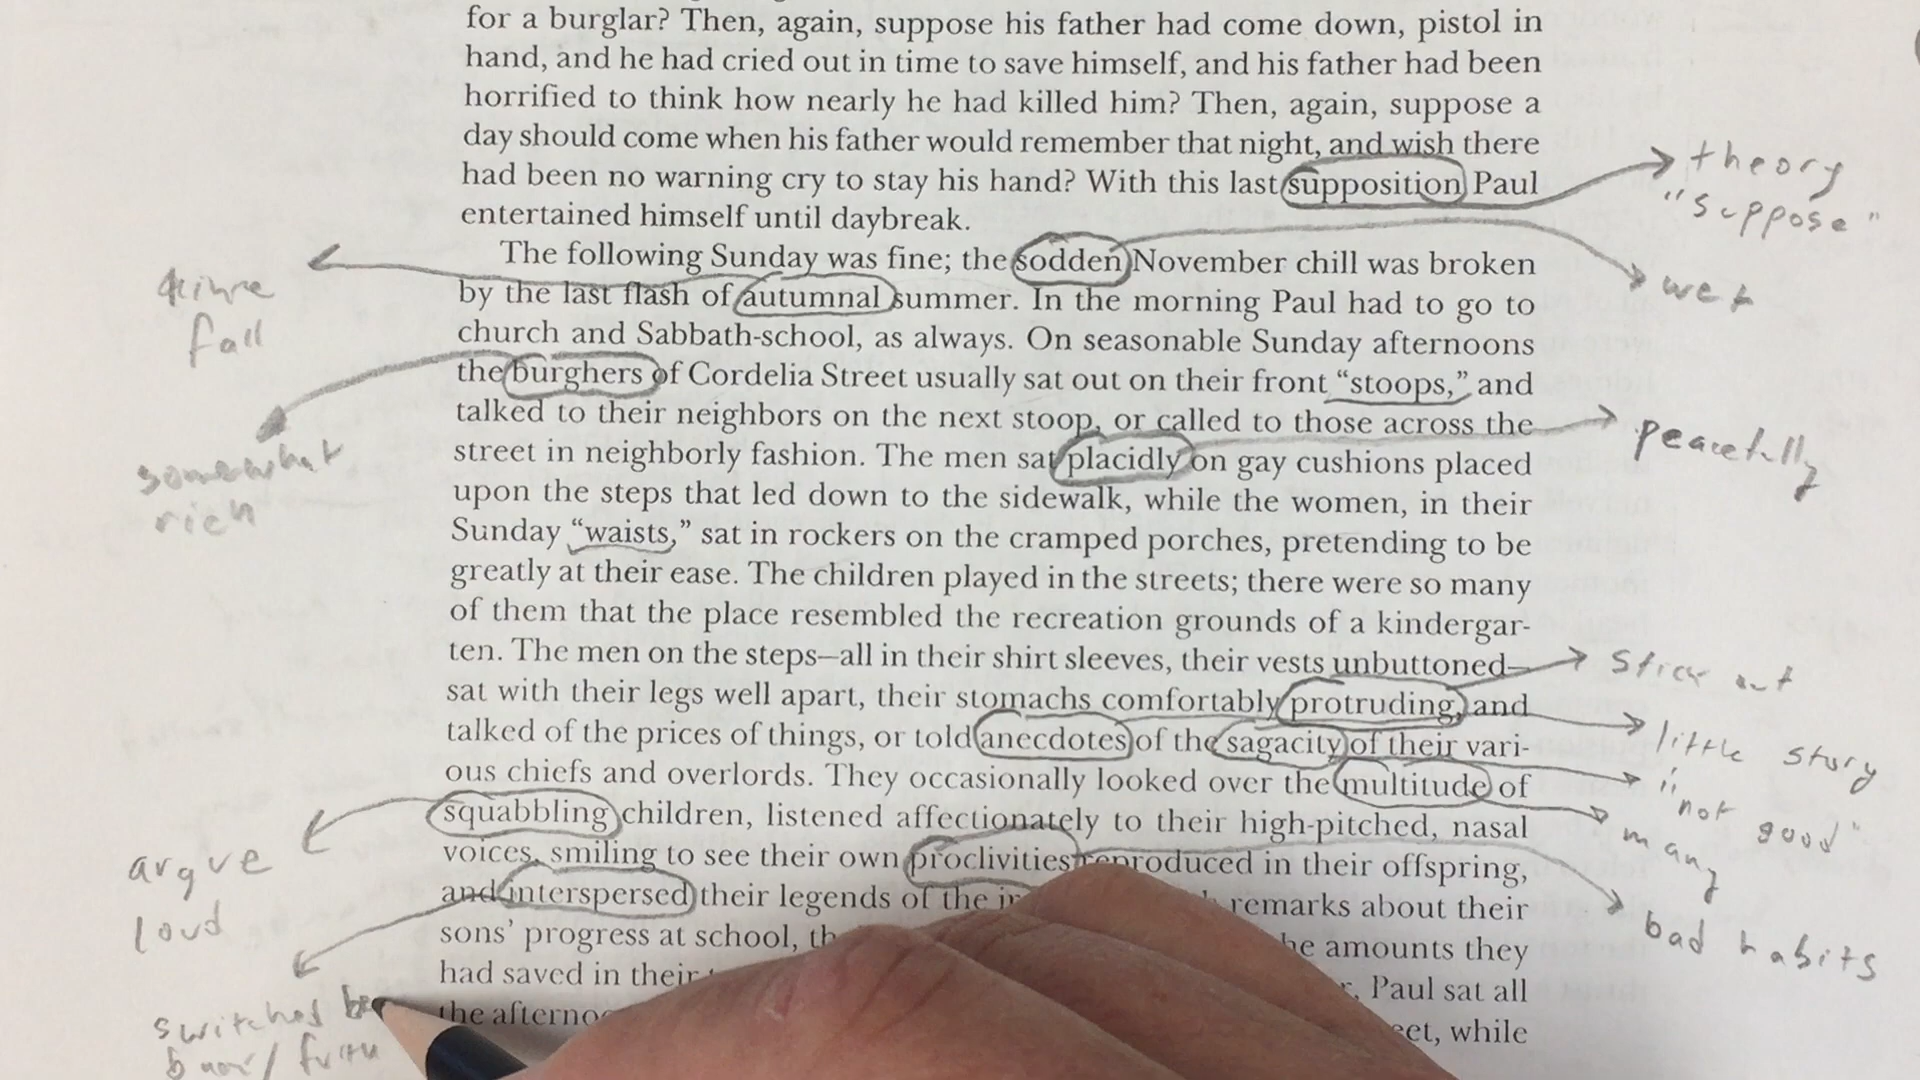 for a burglar? Then, again, suppose his father had come down, pistol in
hand, and he had cried out in time to save himself, and his father had been
horrified to think how nearly he had killed him? Then, again, suppose a
day should come when his father would remember that night, and wish there
had been no warning cry to stay his hand? With this last supposition Paul
entertained himself until daybreak.
The following Sunday was fine; the sodden November chill was broken
by the last flash of autumnal summer. In the morning Paul had to go to
church and Sabbath-school, as always. On seasonable Sunday afternoons
the burghers of Cordelia Street usually sat out on their front “stoops,” and
talked to their neighbors on the next stoop, or called to those across the
street in neighborly fashion. The men sat placidly on gay cushions placed
upon the steps that led down to the sidewalk, while the women, in their
Sunday “waists,” sat in rockers on the cramped porches, pretending to be
greatly at their ease. The children played in the streets; there were so many
of them that the place resembled the recreation grounds of a kindergar-
ten. The men on the steps—all in their shirt sleeves, their vests unbuttoned—
sat with their legs well apart, their stomachs comfortably protruding, and
talked of the prices of things, or told anecdotes of the sagacity of their vari-
ous chiefs and overlords. They occasionally looked over the multitude of
squabbling children, listened affectionately to their high-pitched, nasal
voices, smiling to see their own proclivities reproduced in their offspring,
and interspersed their legends of the remarks about their
sons’ progress at school, amounts they
had saved in their Paul sat all
the while
theory
"suppose"
wet
peacefully
stick out
little story
"not good"
many
bad habits
fall
somewhat
rich
argue
loud
switched